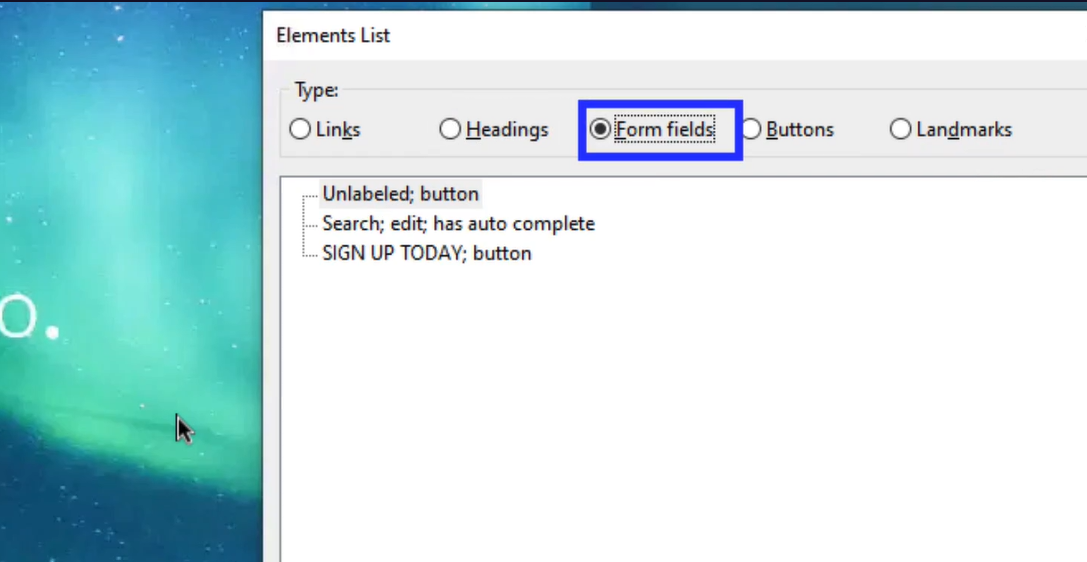 Elements List
Type:
Links Headings Form fields Buttons Landmarks
Unlabeled; button
Search; edit; has auto complete
SIGN UP TODAY; button
o.